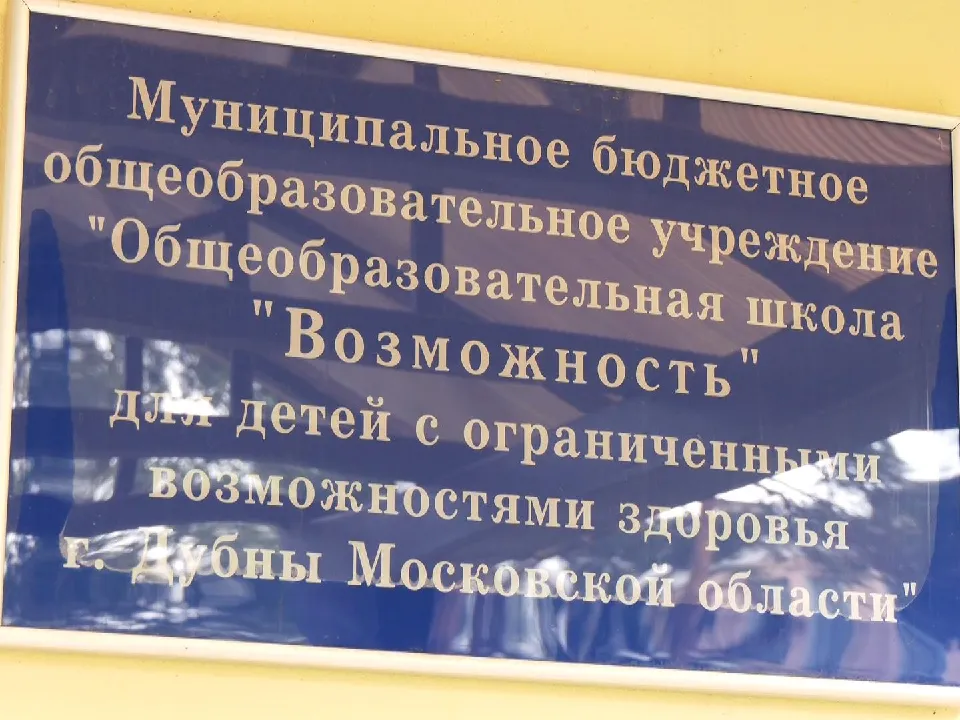 Муниципальное бюджетное
общеобразовательное учреждение
"Общеобразовательная школа
"Возможность"
для детей с ограниченными
возможностями здоровья
г. Дубны Московской области"